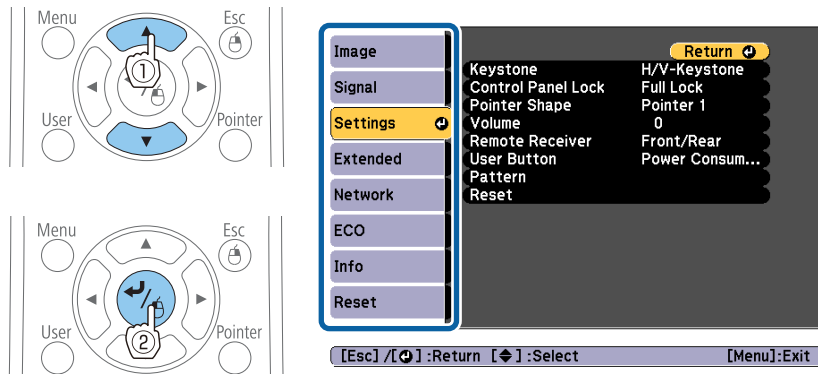 Menu
Esc
①
User
Pointer
Menu
Esc
②
User
Pointer
Image
Signal
Settings
Extended
Network
ECO
Info
Reset
Return
Keystone H/V-Keystone
Control Panel Lock Full Lock
Pointer Shape Pointer 1
Volume 0
Remote Receiver Front/Rear
User Button Power Consum...
Pattern
Reset
[Esc] /[⏎] :Return [◆] :Select [Menu]:Exit